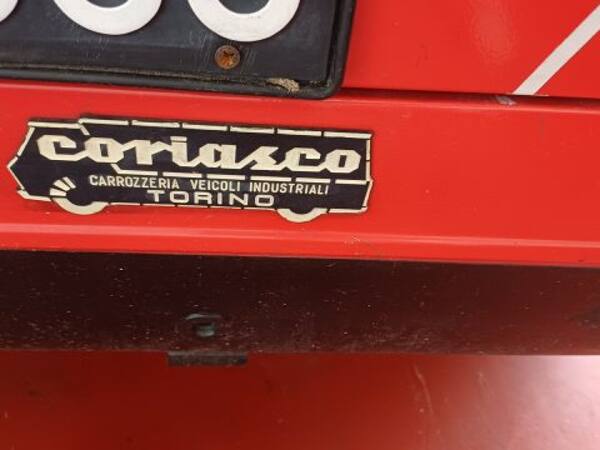 coriasco
CARROZZERIA VEICOLI INDUSTRIALI
TORINO